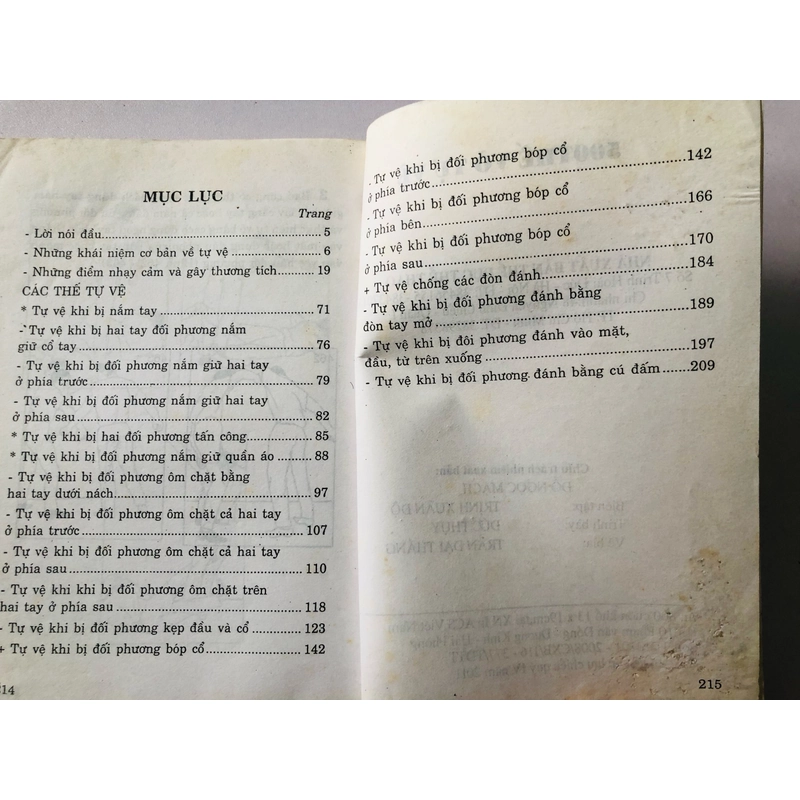 MỤC LỤC
Trang
- Lời nói đầu......5
- Những khái niệm cơ bản về tự vệ......6
- Những điểm nhạy cảm và gây thương tích......19
CÁC THẾ TỰ VỆ
* Tự vệ khi bị nắm tay......71
- Tự vệ khi bị hai tay đối phương nắm
giữ cổ tay......76
- Tự vệ khi bị đối phương nắm giữ hai tay
ở phía trước......79
- Tự vệ khi bị đối phương nắm giữ hai tay
ở phía sau......82
* Tự vệ khi bị hai đối phương tấn công......85
* Tự vệ khi bị đối phương nắm giữ quần áo......88
- Tự vệ khi bị đối phương ôm chặt bằng
hai tay dưới nách......97
- Tự vệ khi bị đối phương ôm chặt cả hai tay
ở phía trước......107
- Tự vệ khi bị đối phương ôm chặt cả hai tay
ở phía sau......110
- Tự vệ khi khi bị đối phương ôm chặt trên
hai tay ở phía sau......118
- Tự vệ khi bị đối phương kẹp đầu và cổ......123
+ Tự vệ khi bị đối phương bóp cổ......142
214
- Tự vệ khi bị đối phương bóp cổ
ở phía trước......142
- Tự vệ khi bị đối phương bóp cổ
ở phía bên......166
- Tự vệ khi bị đối phương bóp cổ
ở phía sau......170
+ Tự vệ chống các đòn đánh......184
- Tự vệ khi bị đối phương đánh bằng
đòn tay mở......189
- Tự vệ khi bị đôi phương đánh vào mặt,
đầu, từ trên xuống......197
- Tự vệ khi bị đối phương đánh bằng cú đấm......209
215